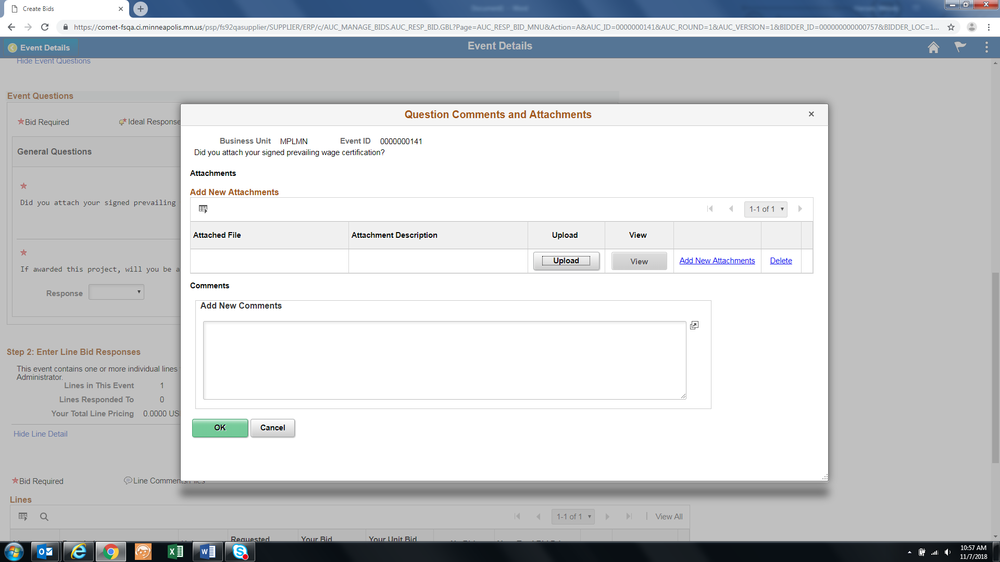 Create Bids
https://comet-fsqa.ci.minneapolis.mn.us/psp/fs92qasupplier/SUPPLIER/ERP/c/AUC_MANAGE_BIDS.AUC_RESP_BID.GBL?Page=AUC_RESP_BID_MNU&Action=A&AUC_ID=0000000141&AUC_ROUND=1&AUC_VERSION=1&BIDDER_ID=000000000000757&BIDDER_LOC=1...
Event Details
Event Details
Hide Event Questions
Event Questions
Bid Required
Ideal Response
General Questions
Did you attach your signed prevailing
If awarded this project, will you be a
Response
Step 2: Enter Line Bid Responses
This event contains one or more individual lines
Administrator.
Lines in This Event 1
Lines Responded To 0
Your Total Line Pricing 0.0000 US
Hide Line Detail
Bid Required
Line Comments/Files
Lines
1-1 of 1
View All
Requested
Your Bid
Your Unit Bid
Question Comments and Attachments
Business Unit MPLMN Event ID 0000000141
Did you attach your signed prevailing wage certification?
Attachments
Add New Attachments
1-1 of 1
Attached File Attachment Description Upload View
Upload View Add New Attachments Delete
Comments
Add New Comments
OK Cancel
10:57 AM
11/7/2018